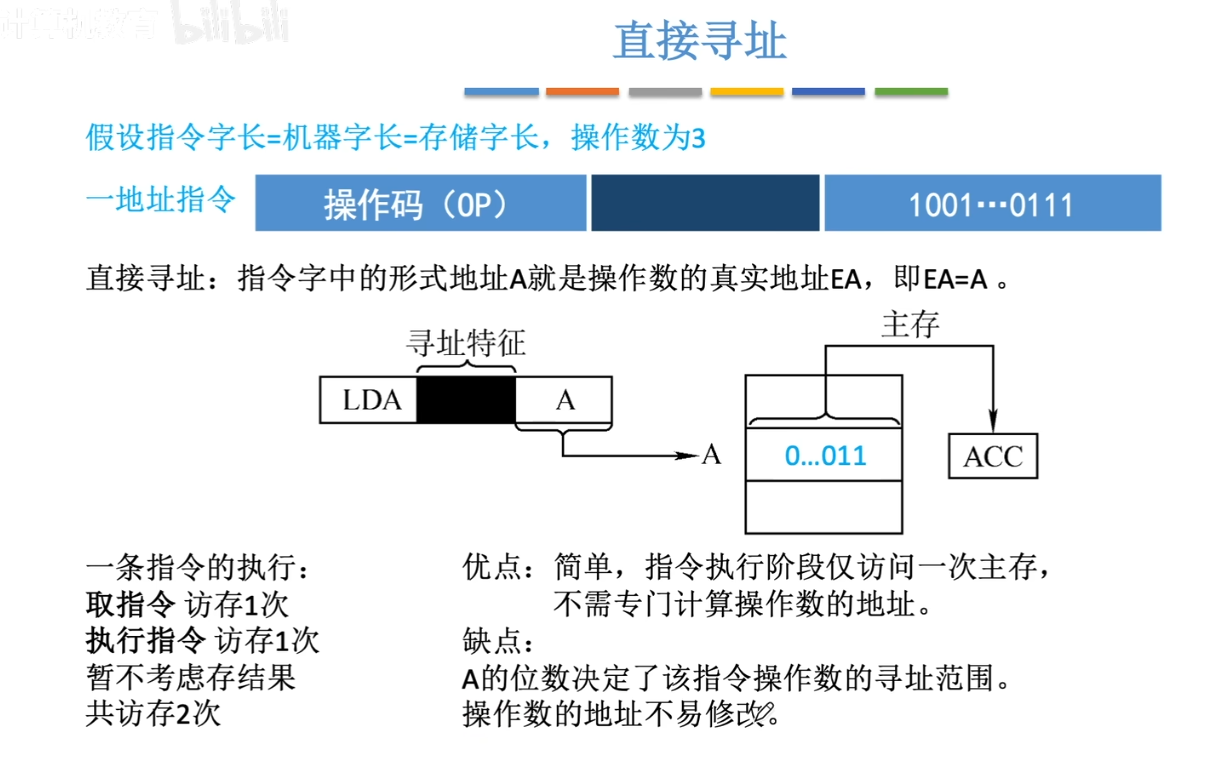 计算机教育 bilibili
直接寻址
假设指令字长=机器字长=存储字长，操作数为3
一地址指令 操作码（OP） 1001…0111
直接寻址：指令字中的形式地址A就是操作数的真实地址EA，即EA=A 。
主存
寻址特征
LDA A
A 0…011 ACC
一条指令的执行：
取指令 访存1次
执行指令 访存1次
暂不考虑存结果
共访存2次
优点：简单，指令执行阶段仅访问一次主存，
不需专门计算操作数的地址。
缺点：
A的位数决定了该指令操作数的寻址范围。
操作数的地址不易修改。